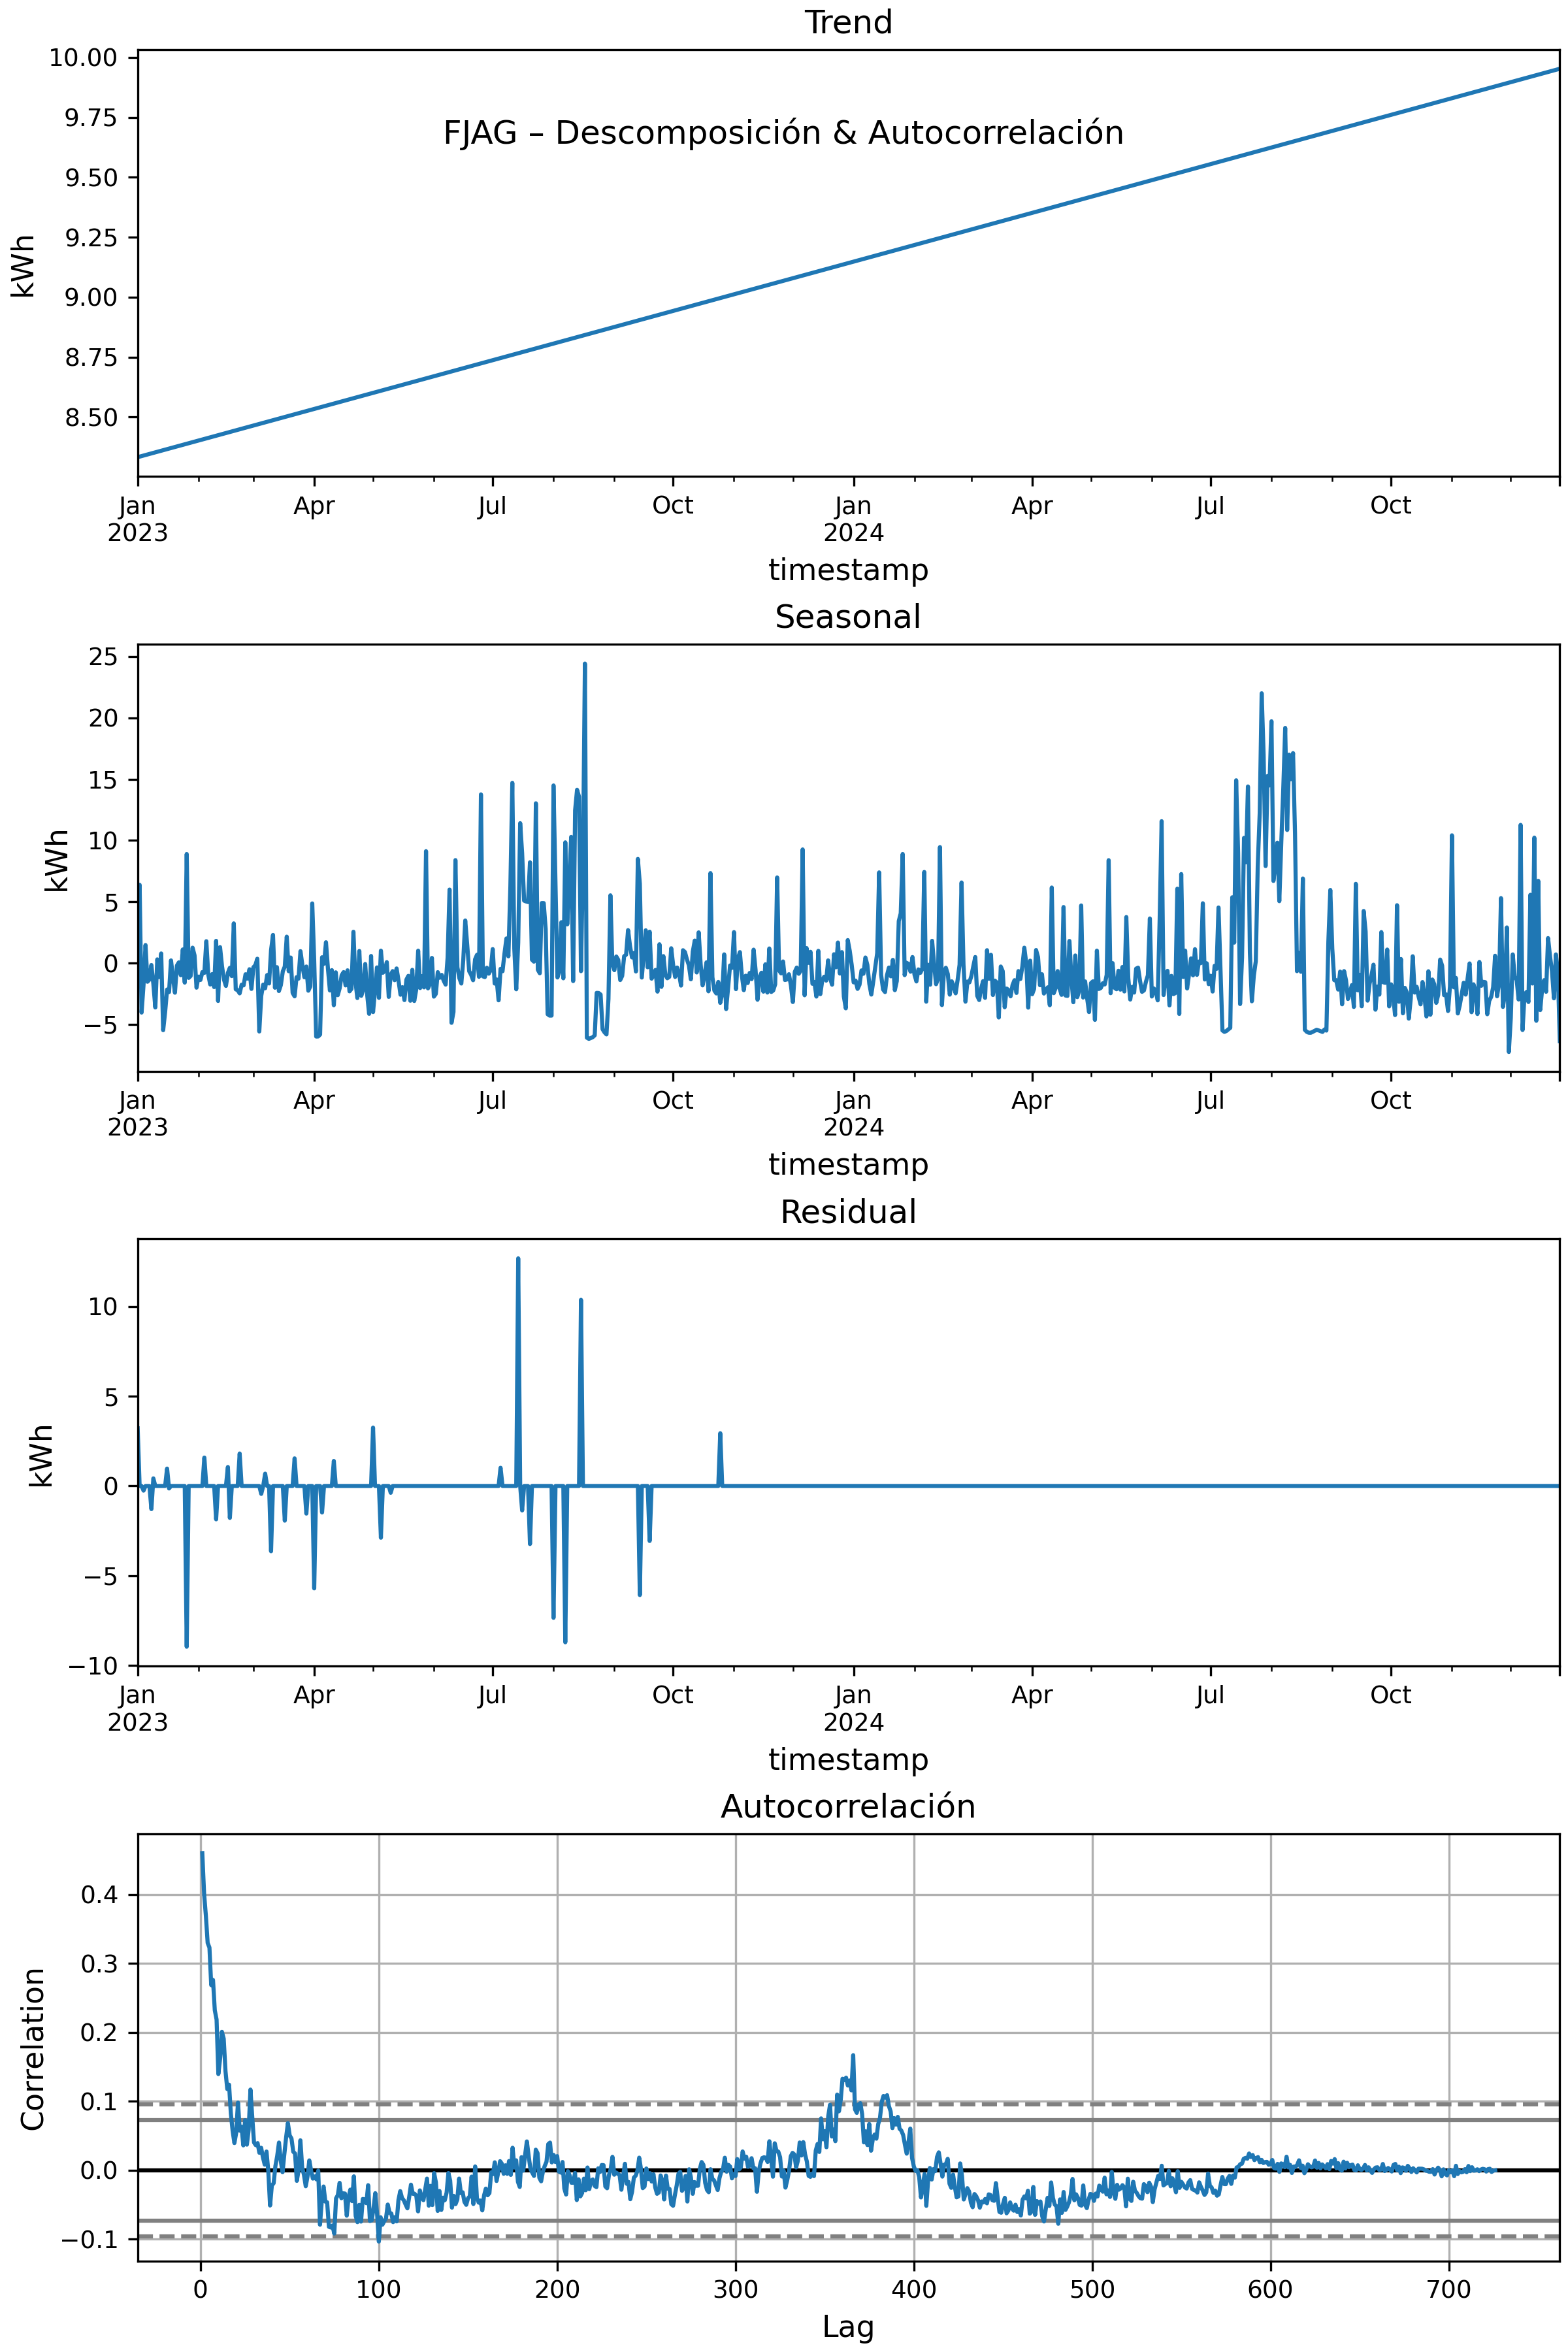 Trend
10.00
FJAG – Descomposición & Autocorrelación
9.75
9.50
9.25
9.00
8.75
8.50
kWh
Jan Apr Jul Oct Jan Apr Jul Oct
2023 2024
timestamp
Seasonal
25
20
15
10
5
0
−5
kWh
Jan Apr Jul Oct Jan Apr Jul Oct
2023 2024
timestamp
Residual
10
5
0
−5
−10
kWh
Jan Apr Jul Oct Jan Apr Jul Oct
2023 2024
timestamp
Autocorrelación
0.4
0.3
0.2
0.1
0.0
−0.1
Correlation
0 100 200 300 400 500 600 700
Lag